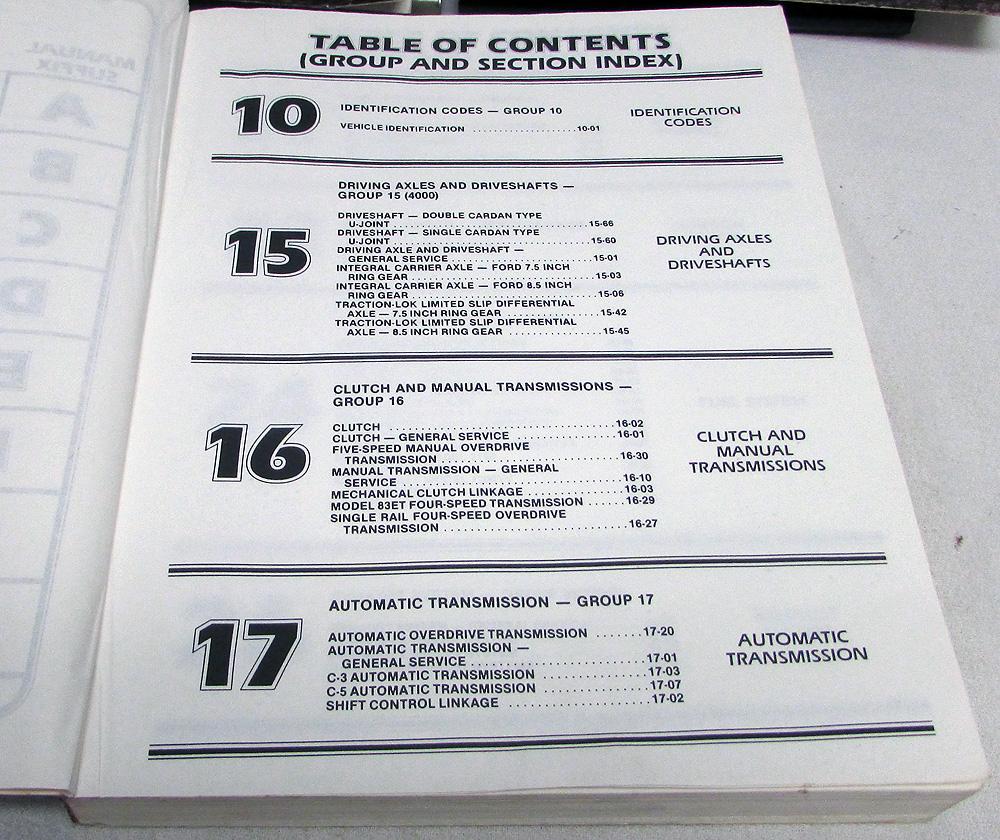 TABLE OF CONTENTS
(GROUP AND SECTION INDEX)
10
IDENTIFICATION CODES — GROUP 10
VEHICLE IDENTIFICATION ........................10-01
IDENTIFICATION
CODES
15
DRIVING AXLES AND DRIVESHAFTS —
GROUP 15 (4000)
DRIVESHAFT — DOUBLE CARDAN TYPE
U-JOINT ........................................15-66
DRIVESHAFT — SINGLE CARDAN TYPE
U-JOINT ........................................15-60
DRIVING AXLE AND DRIVESHAFT —
GENERAL SERVICE ............................15-01
INTEGRAL CARRIER AXLE — FORD 7.5 INCH
RING GEAR ....................................15-03
INTEGRAL CARRIER AXLE — FORD 8.5 INCH
RING GEAR ....................................15-06
TRACTION-LOK LIMITED SLIP DIFFERENTIAL
AXLE — 7.5 INCH RING GEAR ..................15-42
TRACTION-LOK LIMITED SLIP DIFFERENTIAL
AXLE — 8.5 INCH RING GEAR ..................15-45
DRIVING AXLES
AND
DRIVESHAFTS
16
CLUTCH AND MANUAL TRANSMISSIONS —
GROUP 16
CLUTCH ........................................16-02
CLUTCH — GENERAL SERVICE ....................16-01
FIVE-SPEED MANUAL OVERDRIVE
TRANSMISSION ................................16-30
MANUAL TRANSMISSION — GENERAL
SERVICE ......................................16-10
MECHANICAL CLUTCH LINKAGE ..................16-03
MODEL 83ET FOUR-SPEED TRANSMISSION ......16-29
SINGLE RAIL FOUR-SPEED OVERDRIVE
TRANSMISSION ................................16-27
CLUTCH AND
MANUAL
TRANSMISSIONS
17
AUTOMATIC TRANSMISSION — GROUP 17
AUTOMATIC OVERDRIVE TRANSMISSION .......17-20
AUTOMATIC TRANSMISSION —
GENERAL SERVICE ............................17-01
C-3 AUTOMATIC TRANSMISSION ..................17-03
C-5 AUTOMATIC TRANSMISSION ..................17-07
SHIFT CONTROL LINKAGE ......................17-02
AUTOMATIC
TRANSMISSION